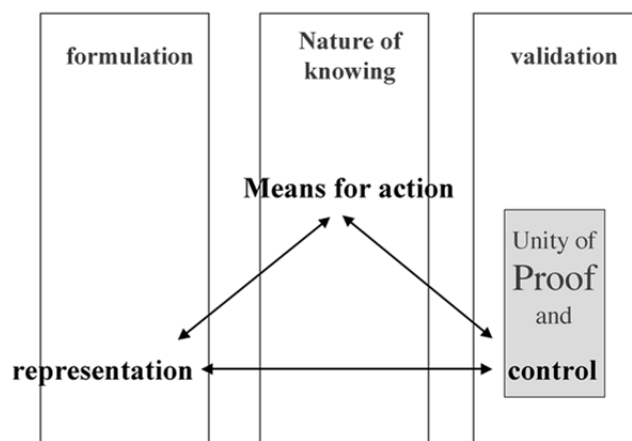 formulation
Nature of
knowing
validation
Means for action
Unity of
Proof
and
representation
control